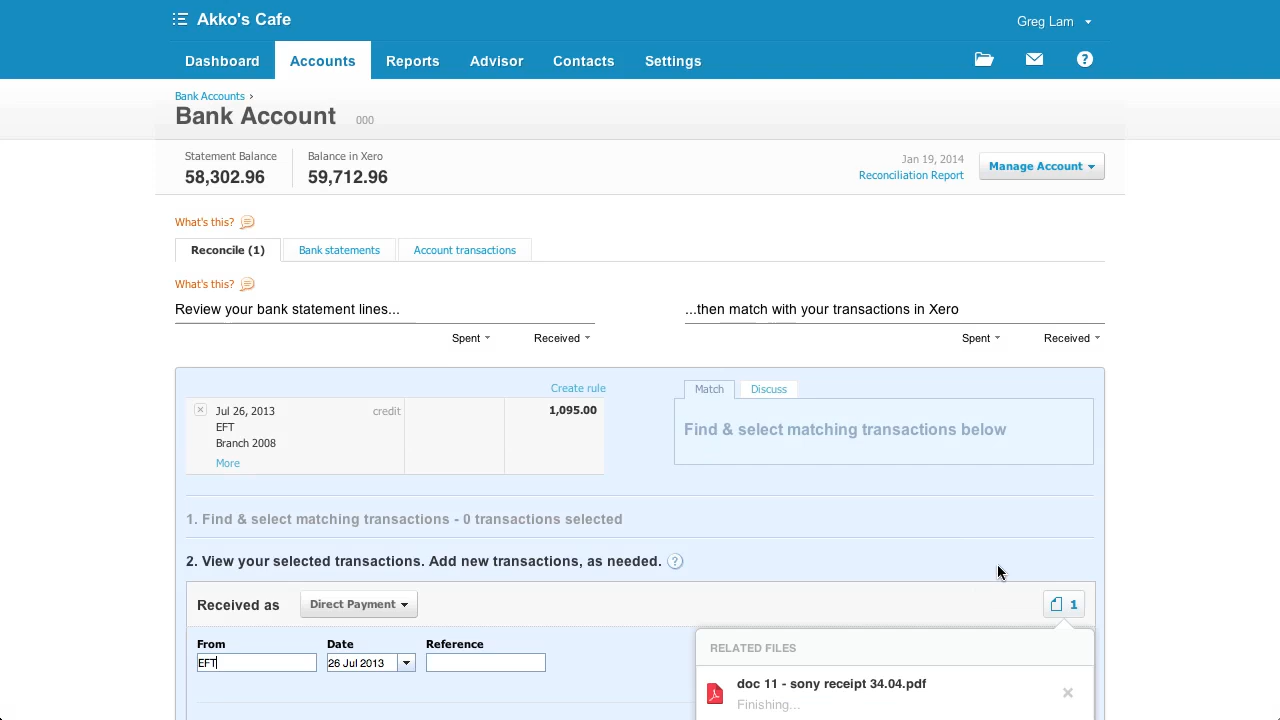 Akko's Cafe
Greg Lam
Dashboard Accounts Reports Advisor Contacts Settings ?
Bank Accounts ›
Bank Account 000
Statement Balance Balance in Xero
58,302.96 59,712.96
Jan 19, 2014
Reconciliation Report
Manage Account
What's this?
Reconcile (1) Bank statements Account transactions
What's this?
Review your bank statement lines... ...then match with your transactions in Xero
Spent Received Spent Received
Create rule Match Discuss
Jul 26, 2013 credit 1,095.00
EFT
Branch 2008
More
Find & select matching transactions below
1. Find & select matching transactions - 0 transactions selected
2. View your selected transactions. Add new transactions, as needed. ?
Received as Direct Payment 1
From Date Reference
EFT 26 Jul 2013
RELATED FILES
doc 11 - sony receipt 34.04.pdf
Finishing...